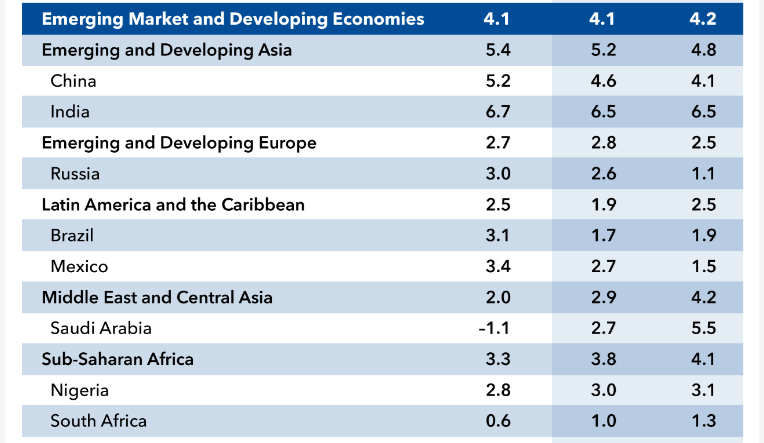 Emerging Market and Developing Economies 4.1 4.1 4.2
Emerging and Developing Asia 5.4 5.2 4.8
China 5.2 4.6 4.1
India 6.7 6.5 6.5
Emerging and Developing Europe 2.7 2.8 2.5
Russia 3.0 2.6 1.1
Latin America and the Caribbean 2.5 1.9 2.5
Brazil 3.1 1.7 1.9
Mexico 3.4 2.7 1.5
Middle East and Central Asia 2.0 2.9 4.2
Saudi Arabia –1.1 2.7 5.5
Sub-Saharan Africa 3.3 3.8 4.1
Nigeria 2.8 3.0 3.1
South Africa 0.6 1.0 1.3